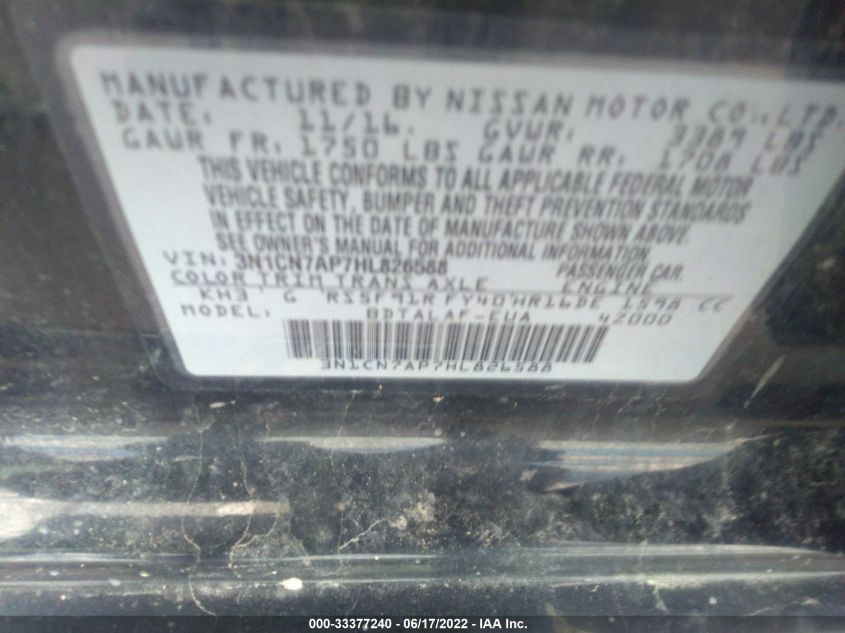 MANUFACTURED BY NISSAN MOTOR CO.,LTD.
DATE: 11/16. GVWR: 3389 LBS
GAWR FR: 1750 LBS GAWR RR: 1708 LBS
THIS VEHICLE CONFORMS TO ALL APPLICABLE FEDERAL MOTOR
VEHICLE SAFETY, BUMPER AND THEFT PREVENTION STANDARDS
IN EFFECT ON THE DATE OF MANUFACTURE SHOWN ABOVE.
SEE OWNER'S MANUAL FOR ADDITIONAL INFORMATION.
VIN: 3N1CN7AP7HL826588 PASSENGER CAR.
COLOR TRIM TRANS AXLE ENGINE
KH3 G RS5F91R FY40 HR16DE 1598 CC
MODEL: BDTALAF-EUA 42000
3N1CN7AP7HL826588
000-33377240 - 06/17/2022 - IAA Inc.